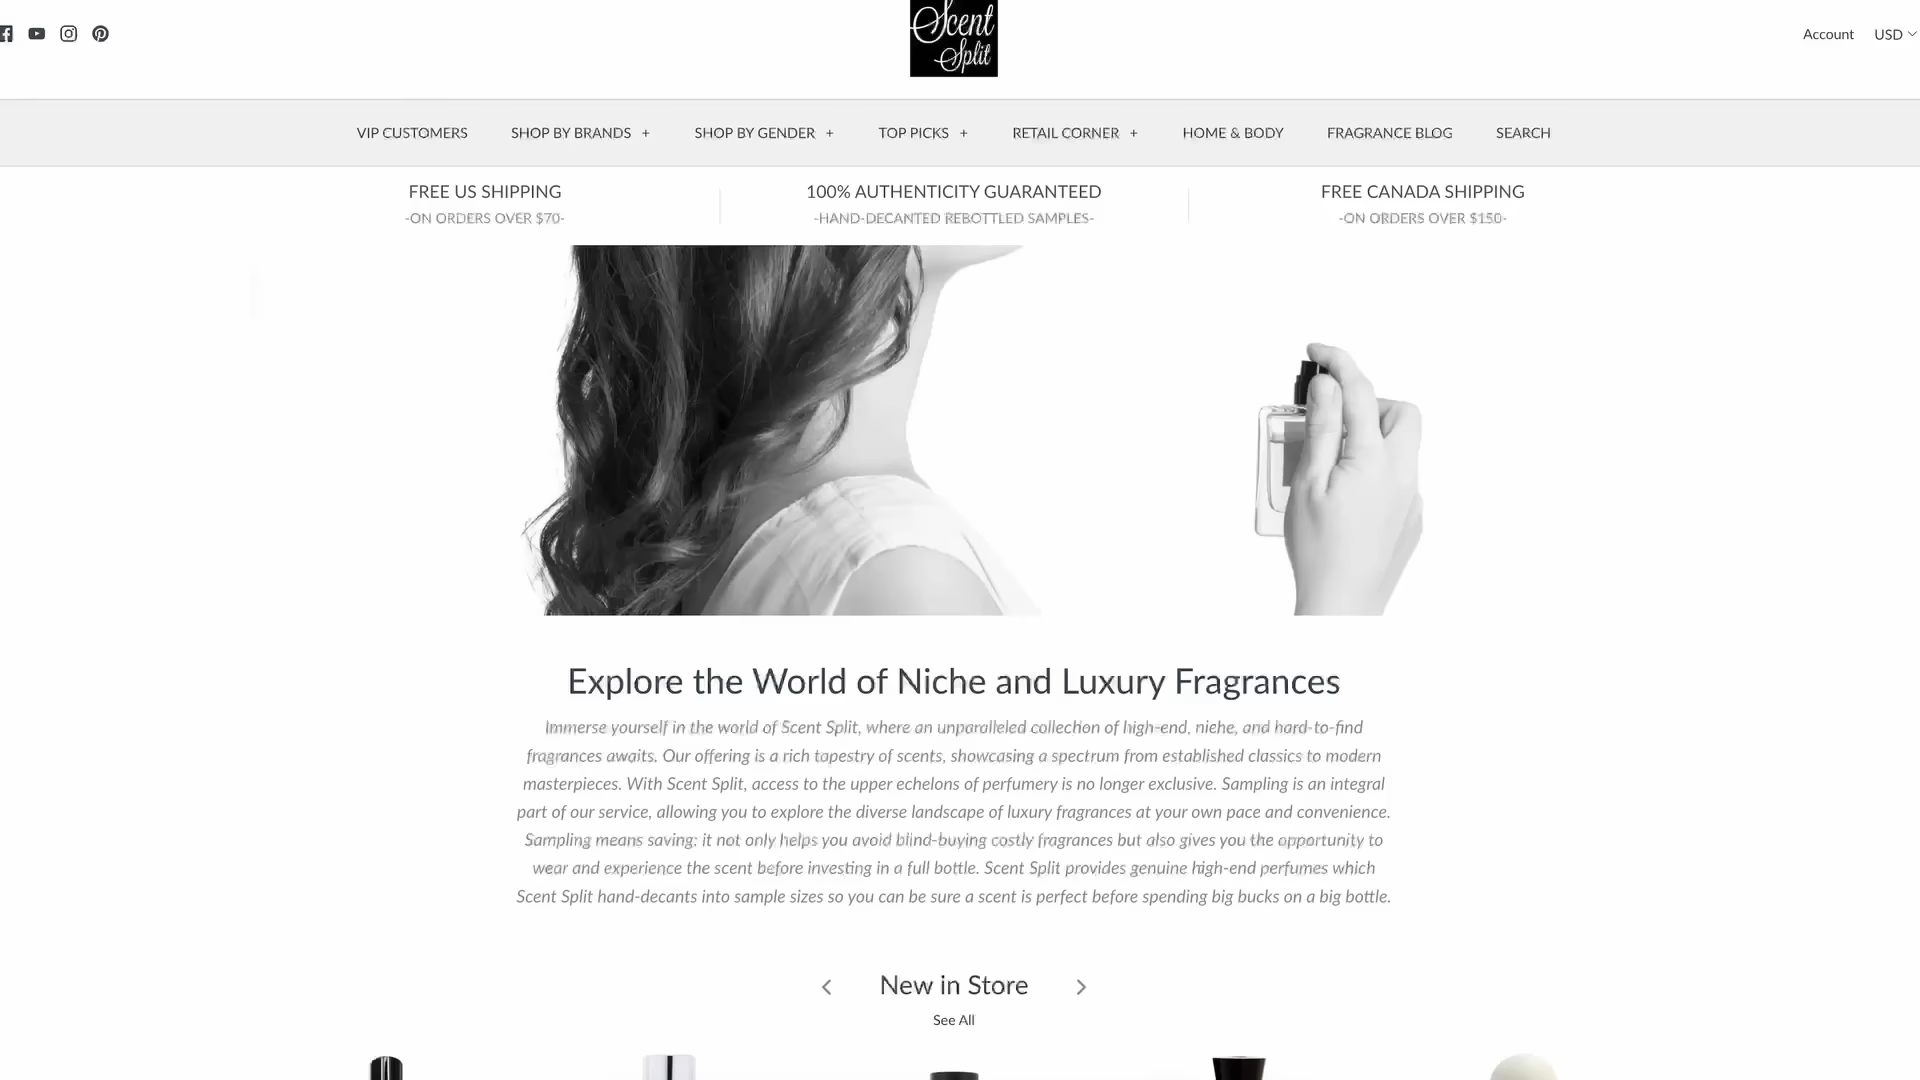 Scent
Split
Account USD
VIP CUSTOMERS SHOP BY BRANDS + SHOP BY GENDER + TOP PICKS + RETAIL CORNER + HOME & BODY FRAGRANCE BLOG SEARCH
FREE US SHIPPING 100% AUTHENTICITY GUARANTEED FREE CANADA SHIPPING
-ON ORDERS OVER $70- -HAND-DECANTED REBOTTLED SAMPLES- -ON ORDERS OVER $150-
Explore the World of Niche and Luxury Fragrances
Immerse yourself in the world of Scent Split, where an unparalleled collection of high-end, niche, and hard-to-find
fragrances awaits. Our offering is a rich tapestry of scents, showcasing a spectrum from established classics to modern
masterpieces. With Scent Split, access to the upper echelons of perfumery is no longer exclusive. Sampling is an integral
part of our service, allowing you to explore the diverse landscape of luxury fragrances at your own pace and convenience.
Sampling means saving: it not only helps you avoid blind-buying costly fragrances but also gives you the opportunity to
wear and experience the scent before investing in a full bottle. Scent Split provides genuine high-end perfumes which
Scent Split hand-decants into sample sizes so you can be sure a scent is perfect before spending big bucks on a big bottle.
New in Store
See All